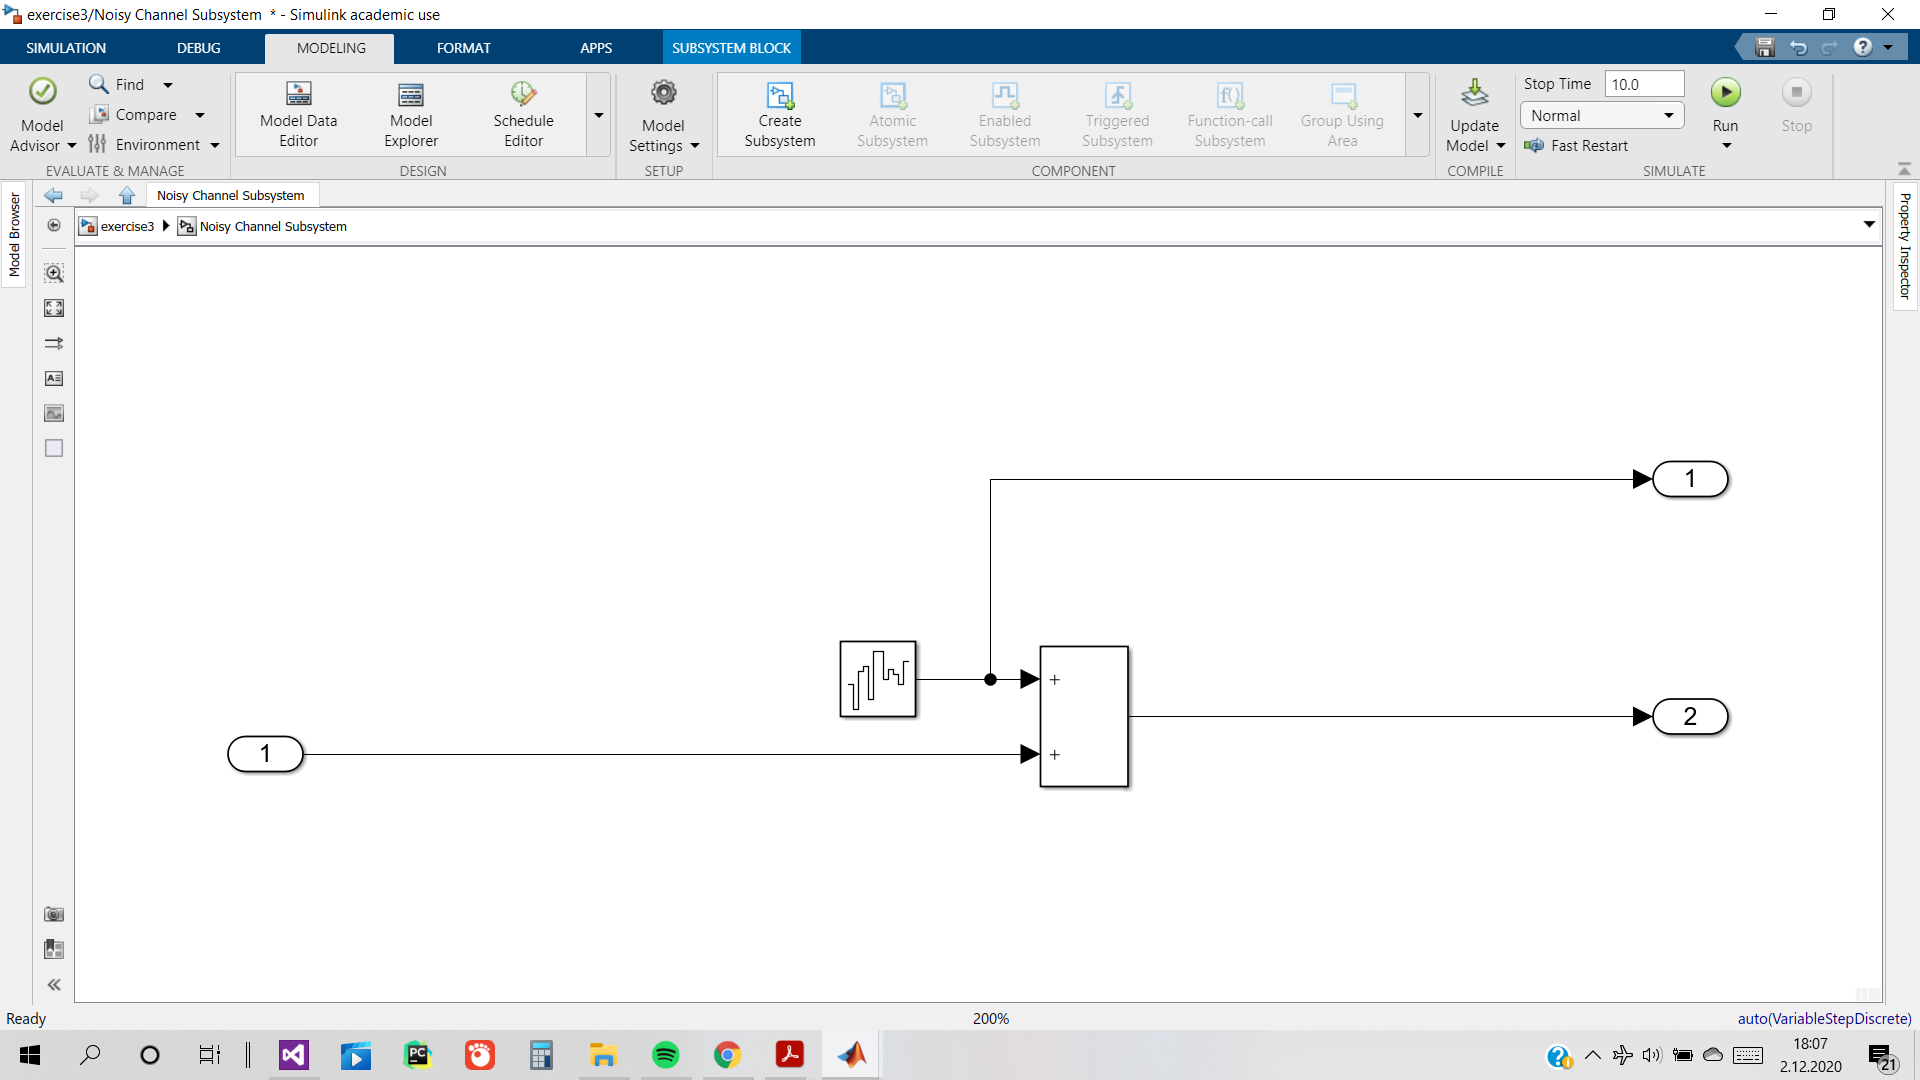 exercise3/Noisy Channel Subsystem * - Simulink academic use
SIMULATION DEBUG MODELING FORMAT APPS SUBSYSTEM BLOCK
Model Advisor
Find
Compare
Environment
EVALUATE & MANAGE
Model Data Editor
Model Explorer
Schedule Editor
DESIGN
Model Settings
SETUP
Create Subsystem
Atomic Subsystem
Enabled Subsystem
Triggered Subsystem
Function-call Subsystem
Group Using Area
COMPONENT
Update Model
COMPILE
Stop Time 10.0
Normal
Fast Restart
Run
Stop
SIMULATE
Model Browser
Noisy Channel Subsystem
exercise3 Noisy Channel Subsystem
Property Inspector
1
+
2
1
+
Ready 200% auto(VariableStepDiscrete)
18:07
2.12.2020
21